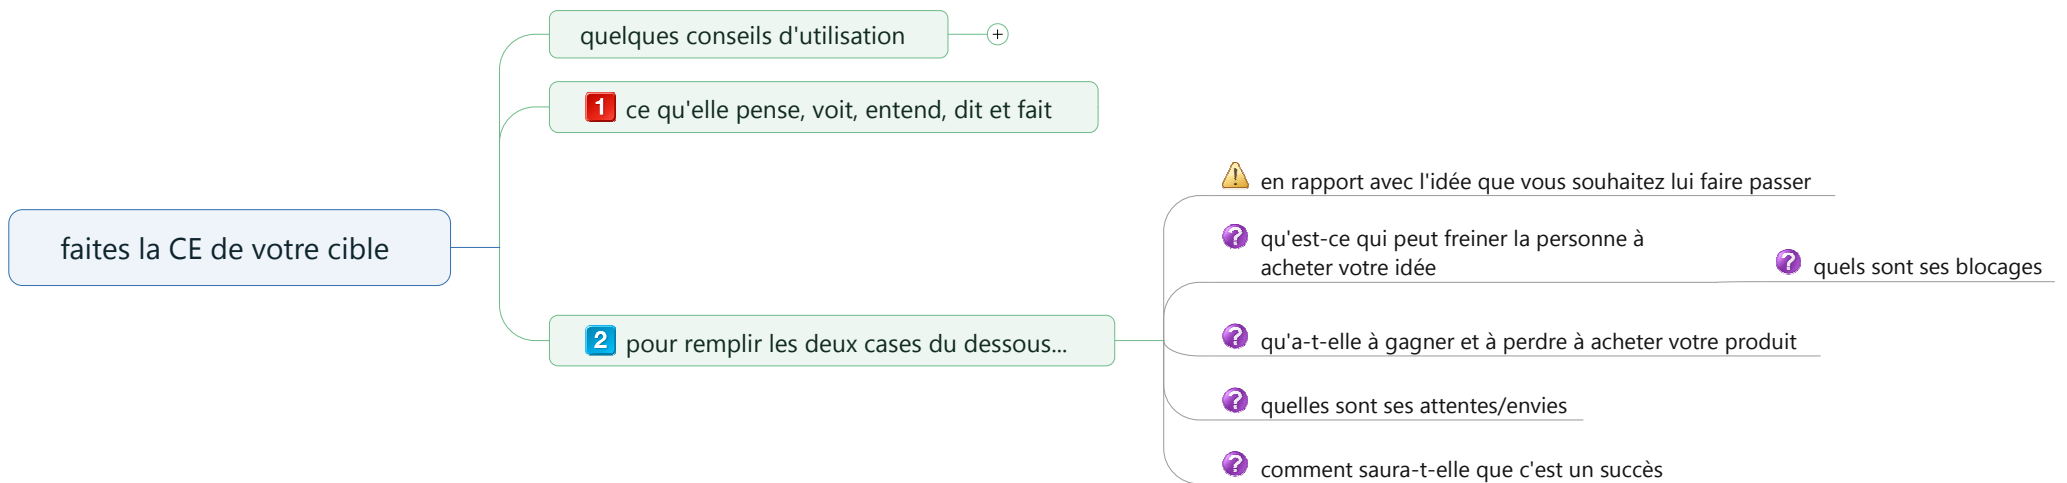 quelques conseils d'utilisation
1 ce qu'elle pense, voit, entend, dit et fait
faites la CE de votre cible
2 pour remplir les deux cases du dessous...
en rapport avec l'idée que vous souhaitez lui faire passer
qu'est-ce qui peut freiner la personne à
acheter votre idée
quels sont ses blocages
qu'a-t-elle à gagner et à perdre à acheter votre produit
quelles sont ses attentes/envies
comment saura-t-elle que c'est un succès